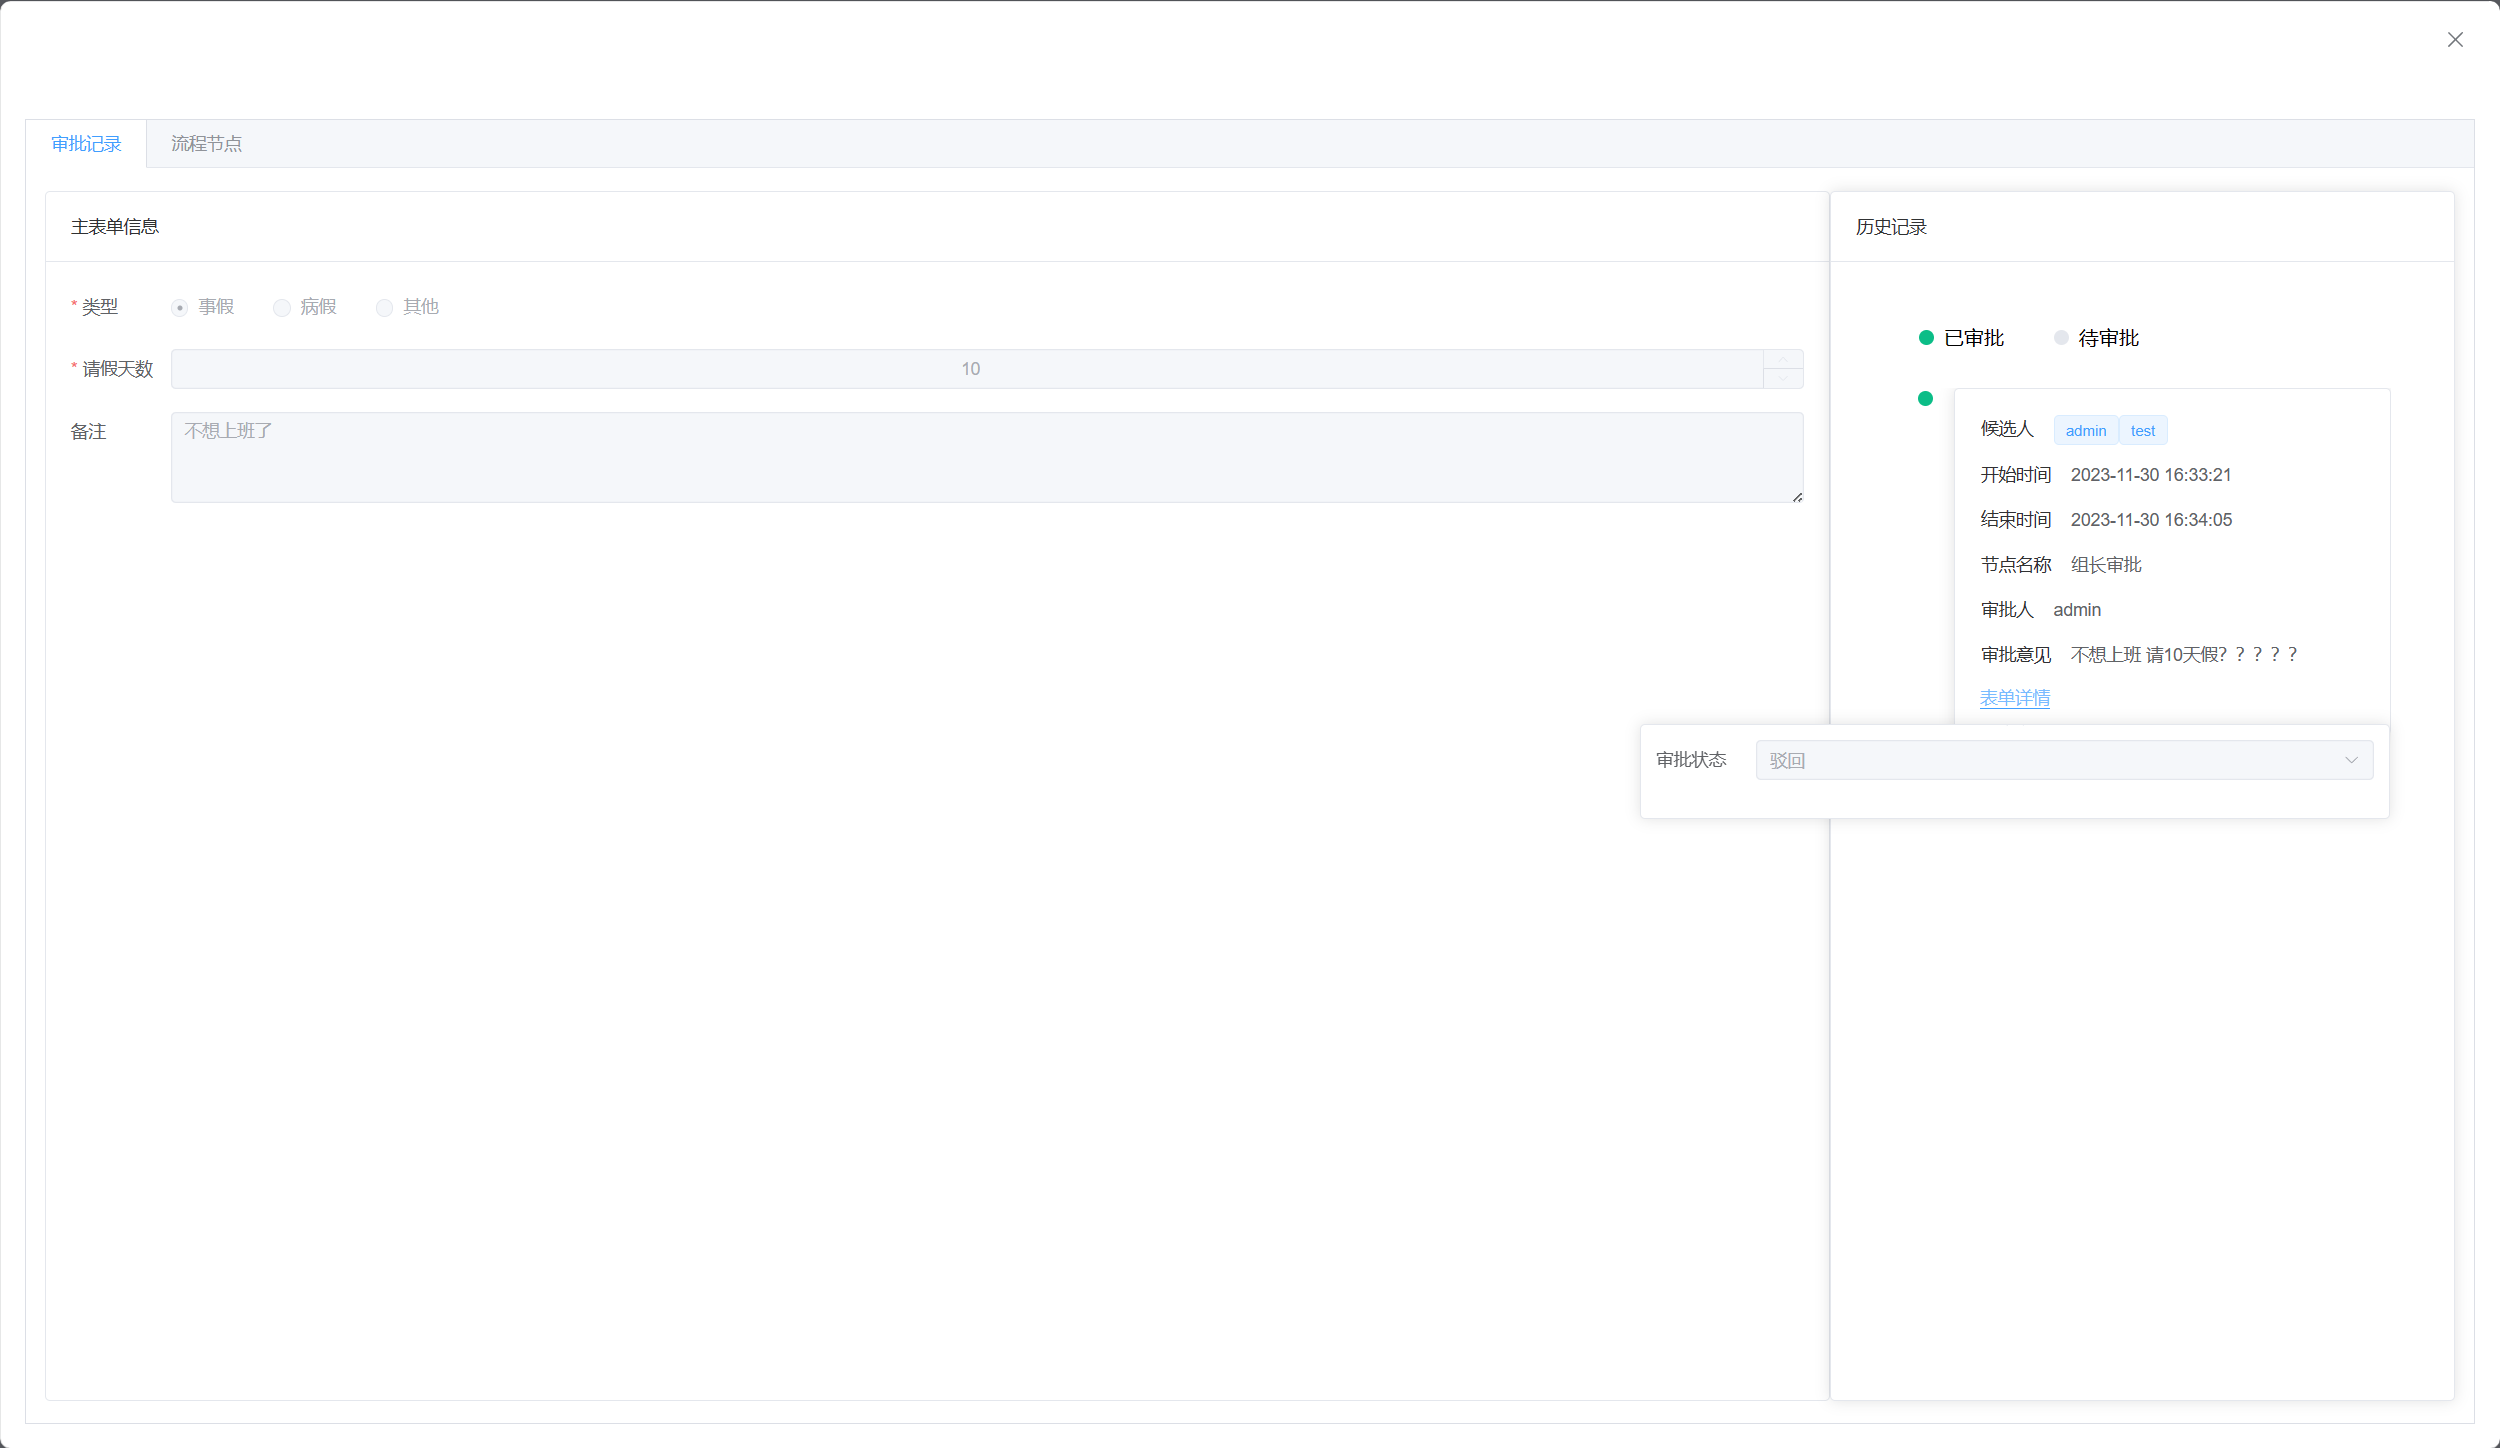 审批记录 流程节点
主表单信息
* 类型 事假 病假 其他
* 请假天数 10
备注 不想上班了
历史记录
已审批 待审批
候选人 admin test
开始时间 2023-11-30 16:33:21
结束时间 2023-11-30 16:34:05
节点名称 组长审批
审批人 admin
审批意见 不想上班 请10天假？？？？？
表单详情
审批状态 驳回